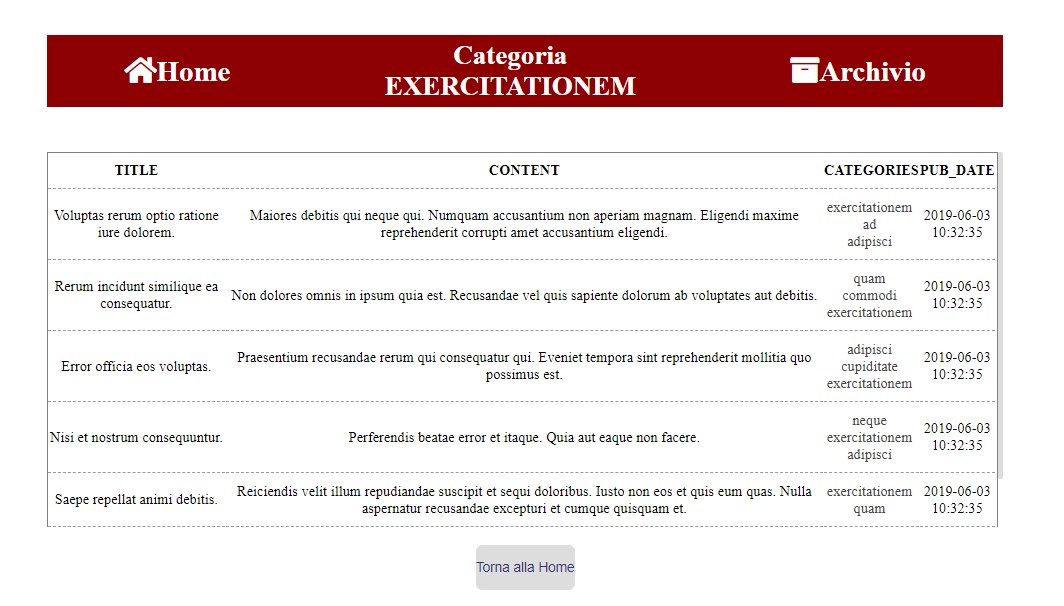 Home
Categoria
EXERCITATIONEM
Archivio
TITLE CONTENT CATEGORIES PUB_DATE
Voluptas rerum optio ratione
iure dolorem.
Maiores debitis qui neque qui. Numquam accusantium non aperiam magnam. Eligendi maxime
reprehenderit corrupti amet accusantium eligendi.
exercitationem
ad
adipisci
2019-06-03
10:32:35
Rerum incidunt similique ea
consequatur.
Non dolores omnis in ipsum quia est. Recusandae vel quis sapiente dolorum ab voluptates aut debitis.
quam
commodi
exercitationem
2019-06-03
10:32:35
Error officia eos voluptas.
Praesentium recusandae rerum qui consequatur qui. Eveniet tempora sint reprehenderit mollitia quo
possimus est.
adipisci
cupiditate
exercitationem
2019-06-03
10:32:35
Nisi et nostrum consequuntur.
Perferendis beatae error et itaque. Quia aut eaque non facere.
neque
exercitationem
adipisci
2019-06-03
10:32:35
Saepe repellat animi debitis.
Reiciendis velit illum repudiandae suscipit et sequi doloribus. Iusto non eos et quis eum quas. Nulla
aspernatur recusandae excepturi et cumque quisquam et.
exercitationem
quam
2019-06-03
10:32:35
Torna alla Home